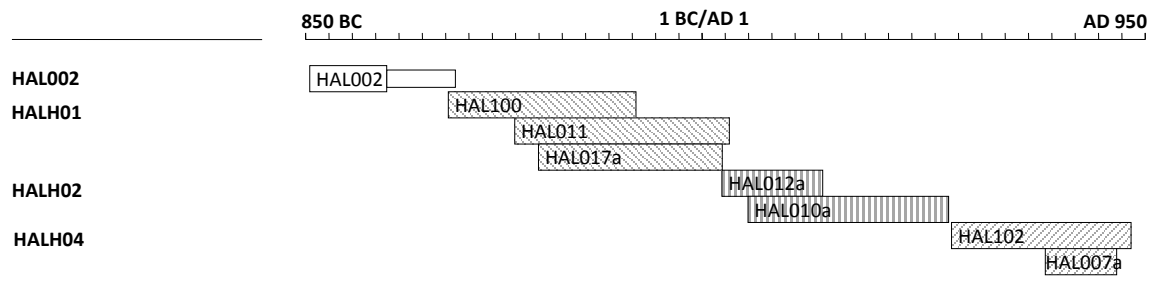 850 BC 1 BC/AD 1 AD 950
HAL002 HAL002
HALH01 HAL100
HAL011
HAL017a
HALH02 HAL012a
HAL010a
HALH04 HAL102
HAL007a